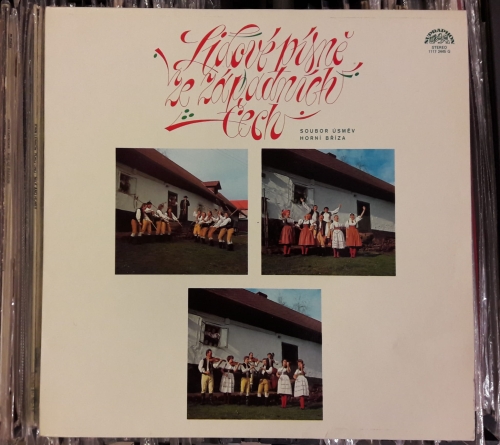 Lidové písně
ze západních
Čech
SOUBOR ÚSMĚV
HORNÍ BŘÍZA
SUPRAPHON
STEREO